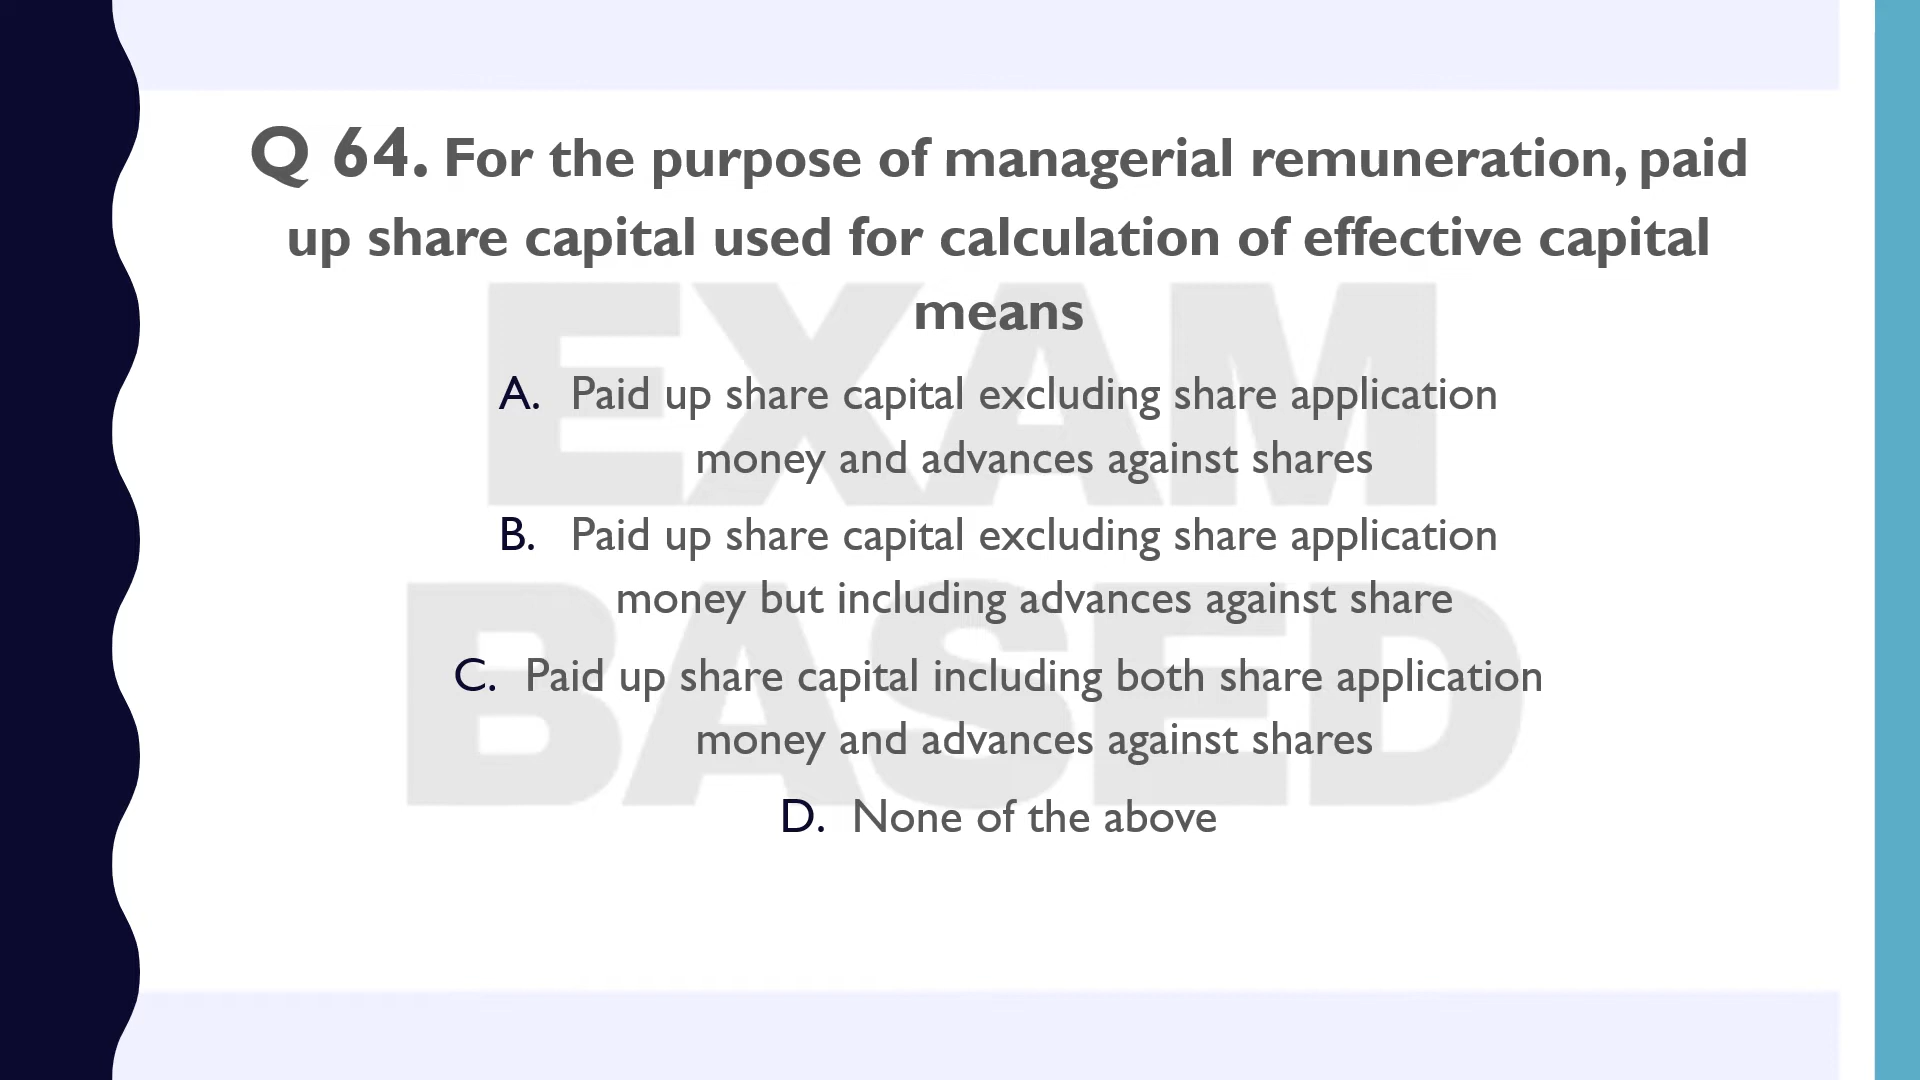 Q 64. For the purpose of managerial remuneration, paid
up share capital used for calculation of effective capital
means
A. Paid up share capital excluding share application
money and advances against shares
B. Paid up share capital excluding share application
money but including advances against share
C. Paid up share capital including both share application
money and advances against shares
D. None of the above
EXAM
BASED